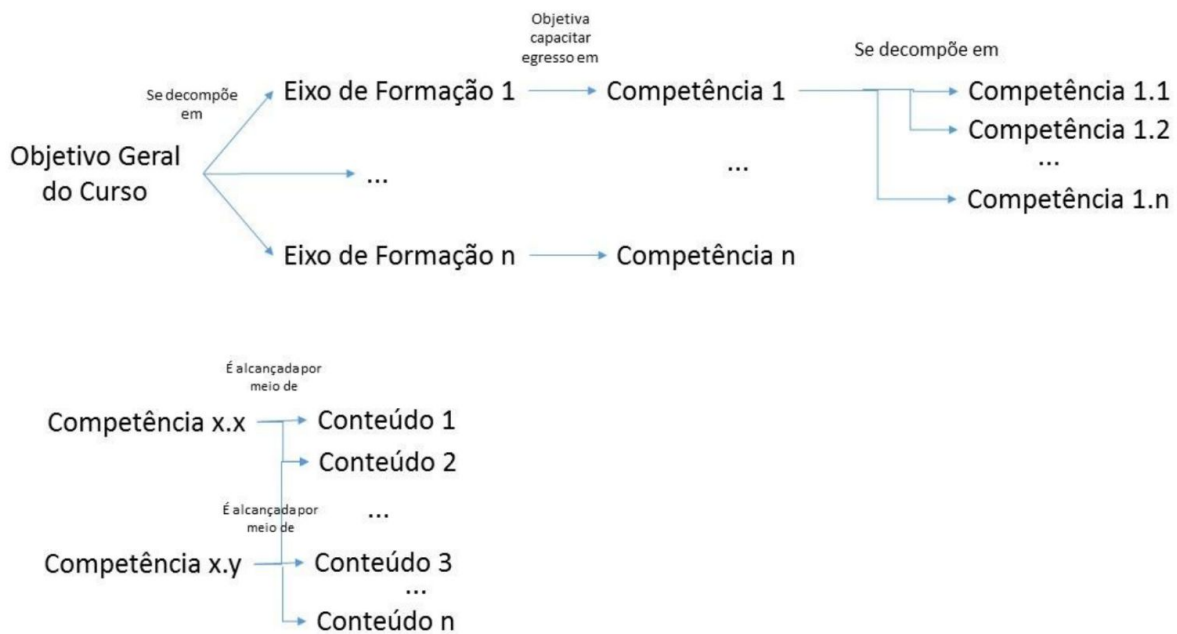 Objetiva
capacitar
egresso em
Se decompõe em
Se decompõe
em
Eixo de Formação 1
Competência 1
Competência 1.1
Competência 1.2
...
Competência 1.n
Objetivo Geral
do Curso
...
...
Eixo de Formação n
Competência n
É alcançada por
meio de
Competência x.x
Conteúdo 1
Conteúdo 2
...
É alcançada por
meio de
Competência x.y
Conteúdo 3
...
Conteúdo n